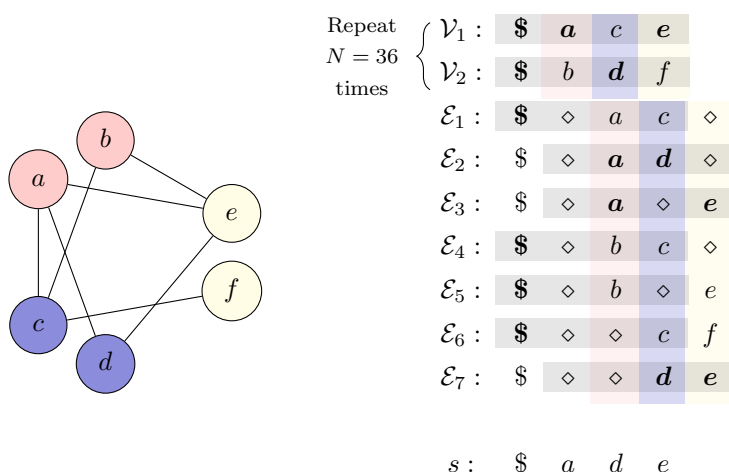 Repeat
N = 36
times
𝒱₁ : $ a c e
𝒱₂ : $ b d f
ℰ₁ : $ ⋄ a c ⋄
ℰ₂ : $ ⋄ a d ⋄
ℰ₃ : $ ⋄ a ⋄ e
ℰ₄ : $ ⋄ b c ⋄
ℰ₅ : $ ⋄ b ⋄ e
ℰ₆ : $ ⋄ ⋄ c f
ℰ₇ : $ ⋄ ⋄ d e
s : $ a d e
b
a
e
f
c
d